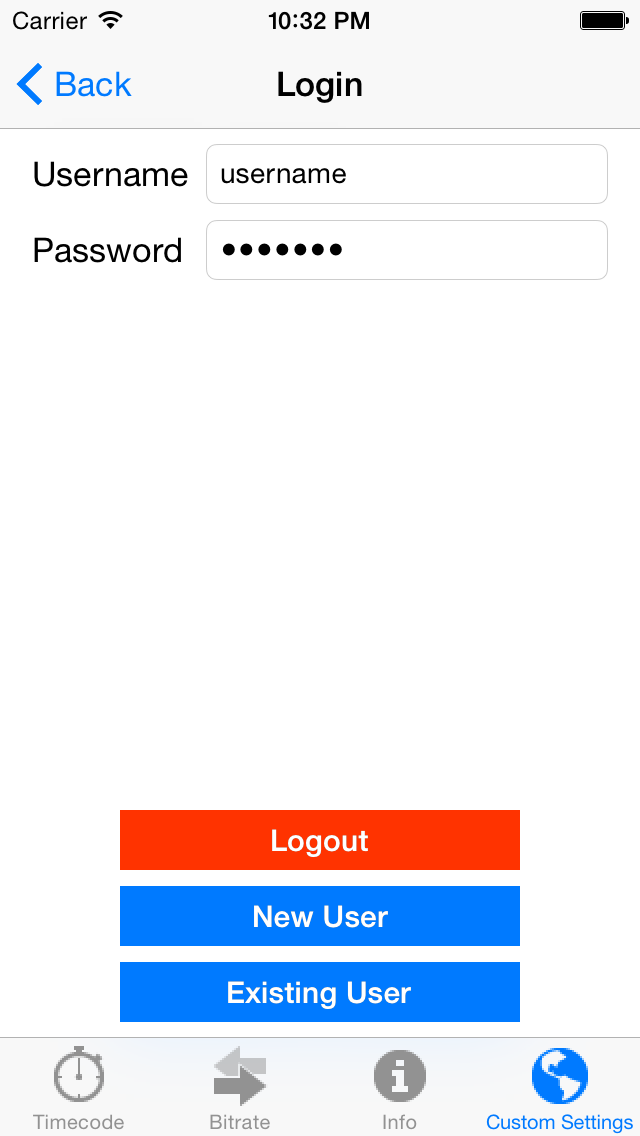 Carrier 10:32 PM
Back Login
Username username
Password •••••••
Logout
New User
Existing User
Timecode Bitrate Info Custom Settings